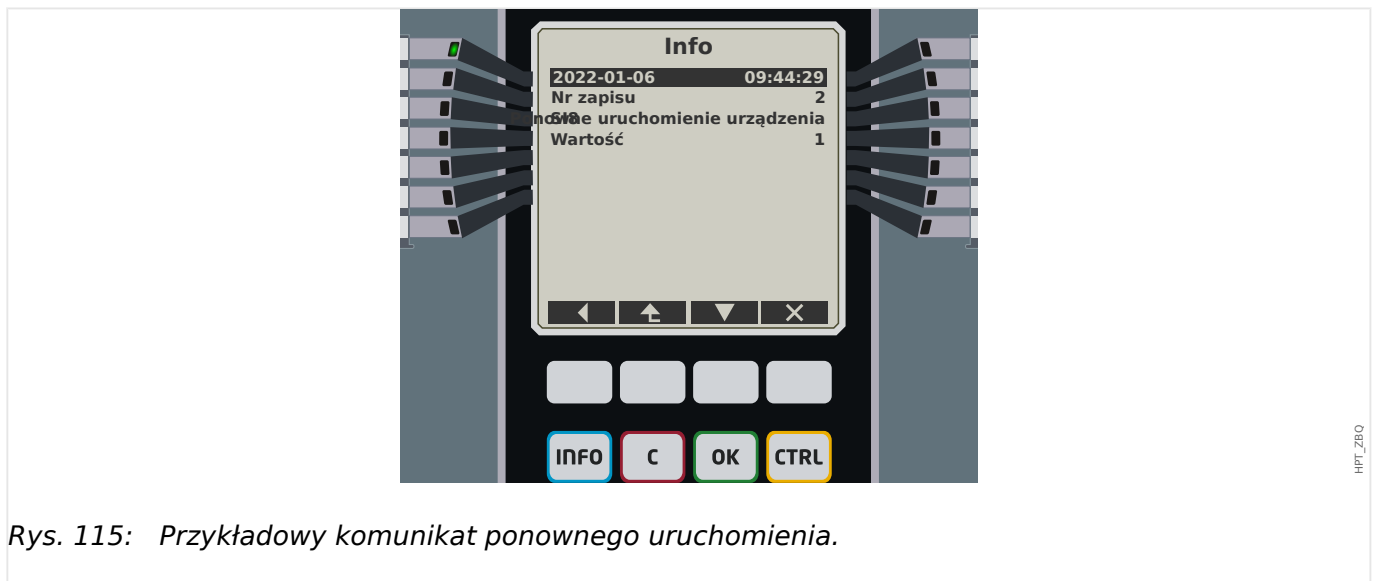 Info
2022-01-06 09:44:29
Nr zapisu 2
uruchomienie urządzenia
Wartość 1
INFO C OK CTRL
HPT_ZBQ
Rys. 115: Przykładowy komunikat ponownego uruchomienia.